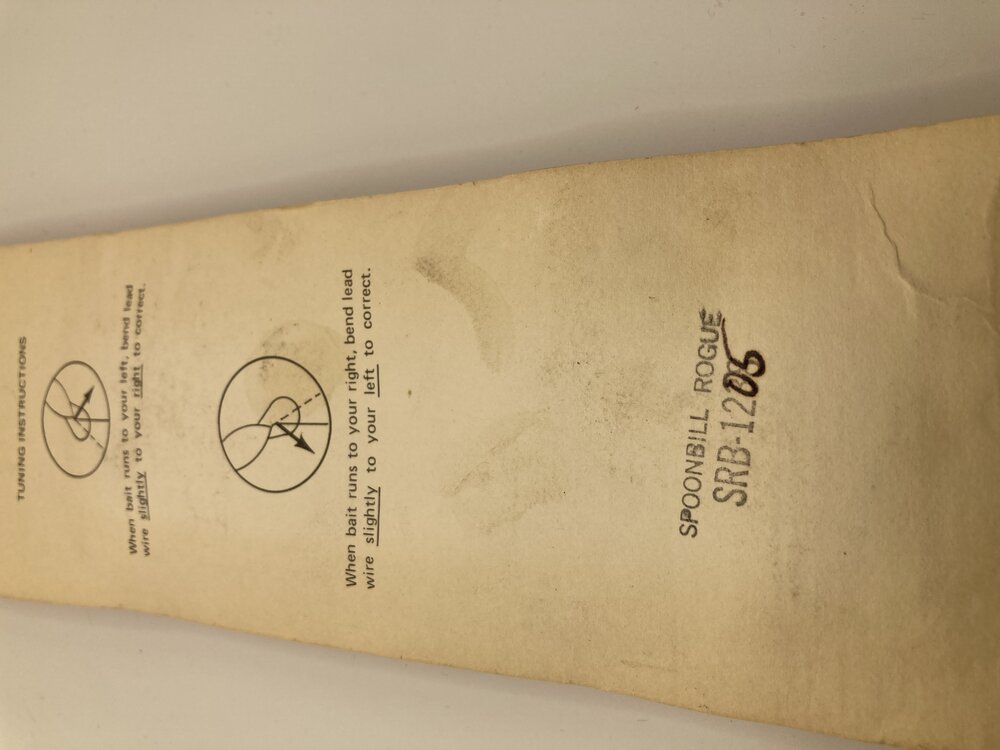 TUNING INSTRUCTIONS
When bait runs to your left, bend lead
wire slightly to your right to correct.
When bait runs to your right, bend lead
wire slightly to your left to correct.
SPOONBILL ROGUE
SRB-1205